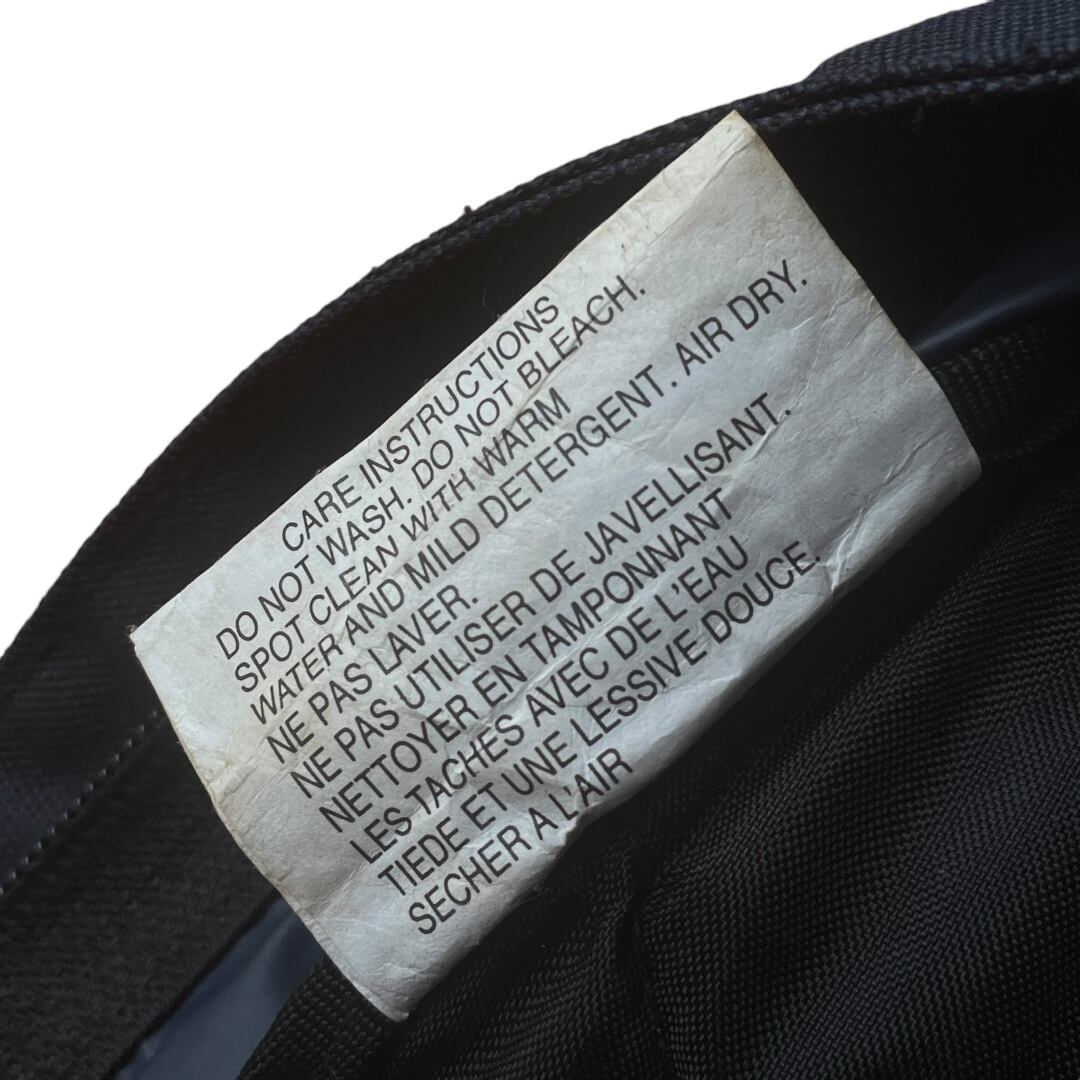 CARE INSTRUCTIONS
DO NOT WASH. DO NOT BLEACH.
SPOT CLEAN WITH WARM
WATER AND MILD DETERGENT. AIR DRY.
NE PAS LAVER.
NE PAS UTILISER DE JAVELLISANT.
NETTOYER EN TAMPONNANT
LES TACHES AVEC DE L'EAU
TIEDE ET UNE LESSIVE DOUCE.
SECHER A L'AIR